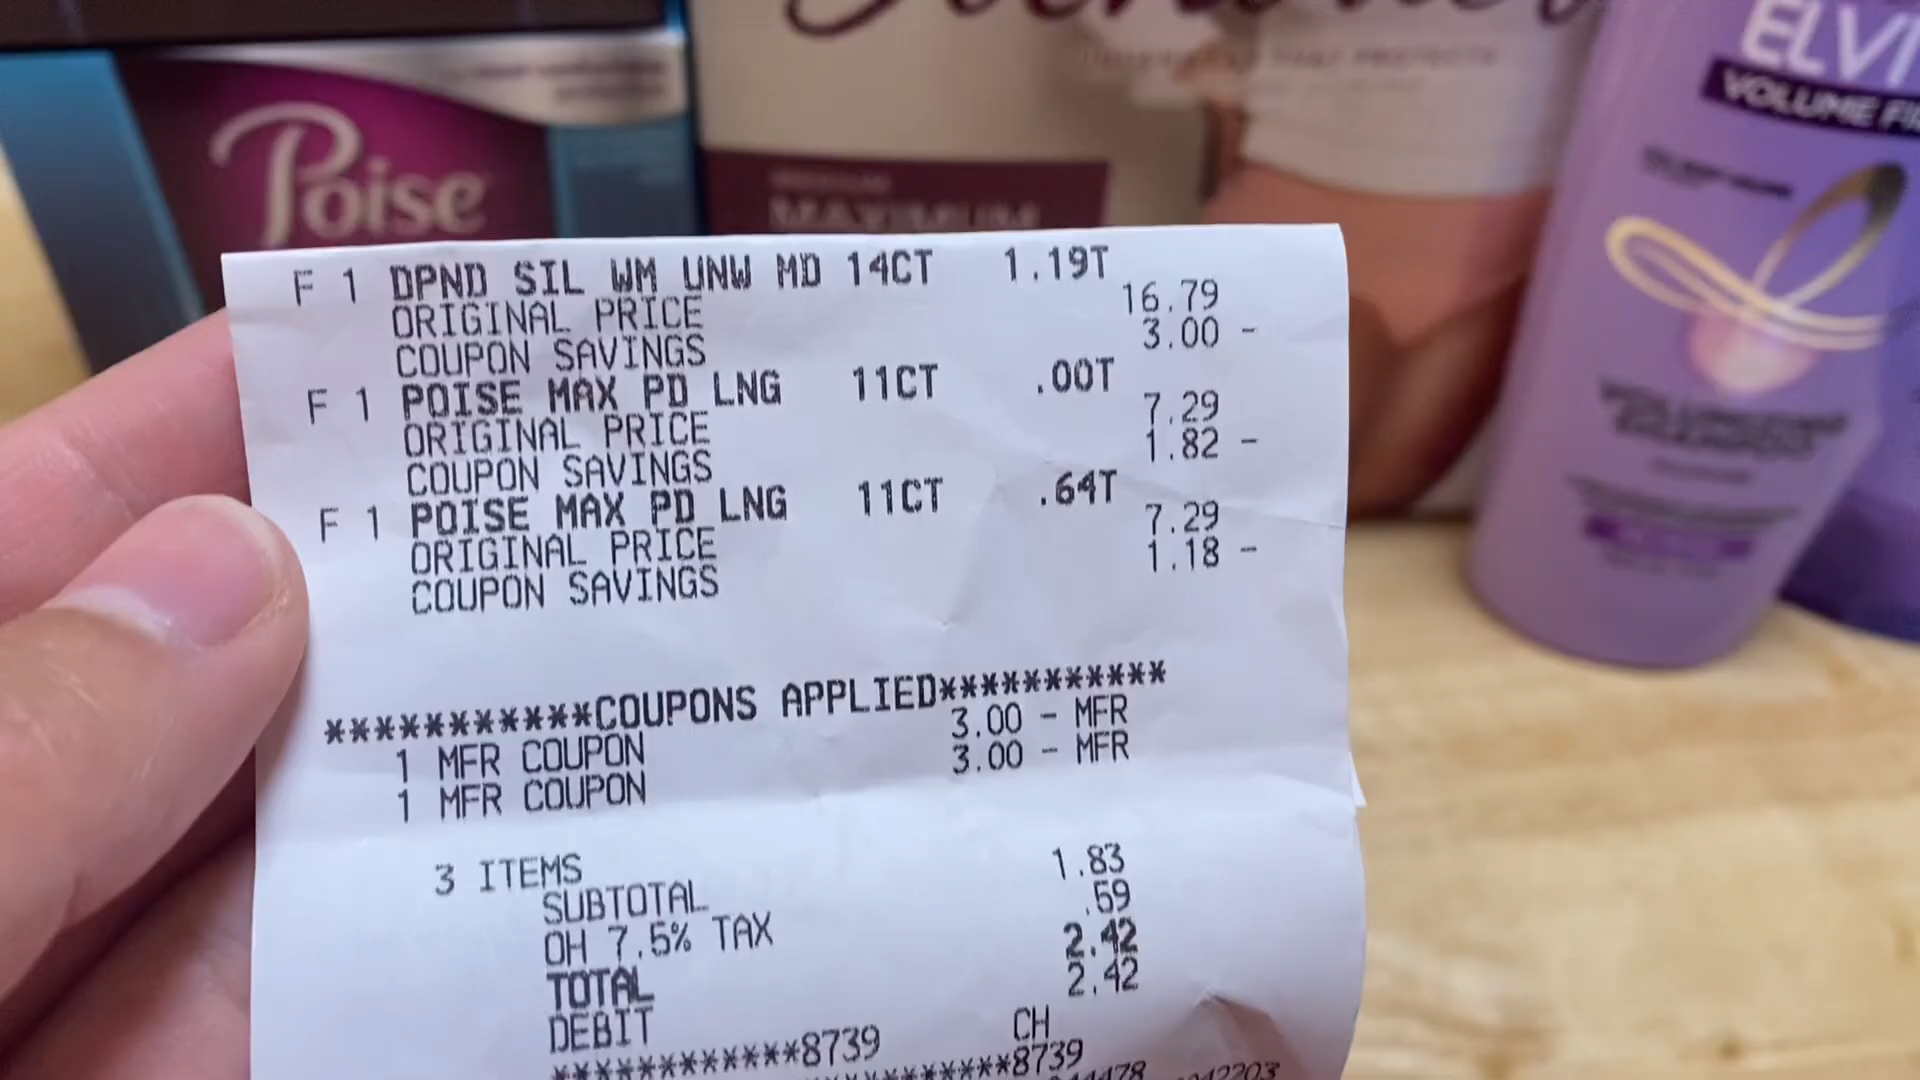 Poise
MEDIUM
MAXIMUM
ELVI
VOLUME FI
F 1 DPND SIL WM UNW MD 14CT 1.19T
ORIGINAL PRICE 16.79
COUPON SAVINGS 3.00 -
F 1 POISE MAX PD LNG 11CT .00T
ORIGINAL PRICE 7.29
COUPON SAVINGS 1.82 -
F 1 POISE MAX PD LNG 11CT .64T
ORIGINAL PRICE 7.29
COUPON SAVINGS 1.18 -
***********COUPONS APPLIED***********
1 MFR COUPON 3.00 - MFR
1 MFR COUPON 3.00 - MFR
3 ITEMS
SUBTOTAL 1.83
OH 7.5% TAX .59
TOTAL 2.42
DEBIT 2.42
***********8739 CH
***********8739